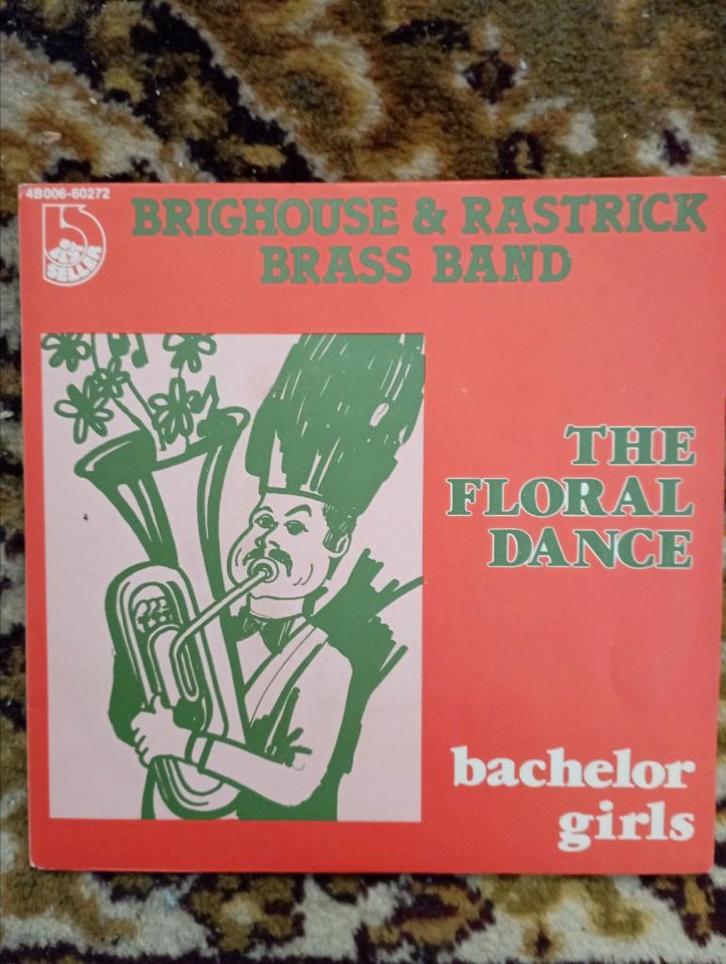 4B006-60272
SELLER
BRIGHOUSE & RASTRICK
BRASS BAND
THE
FLORAL
DANCE
bachelor
girls